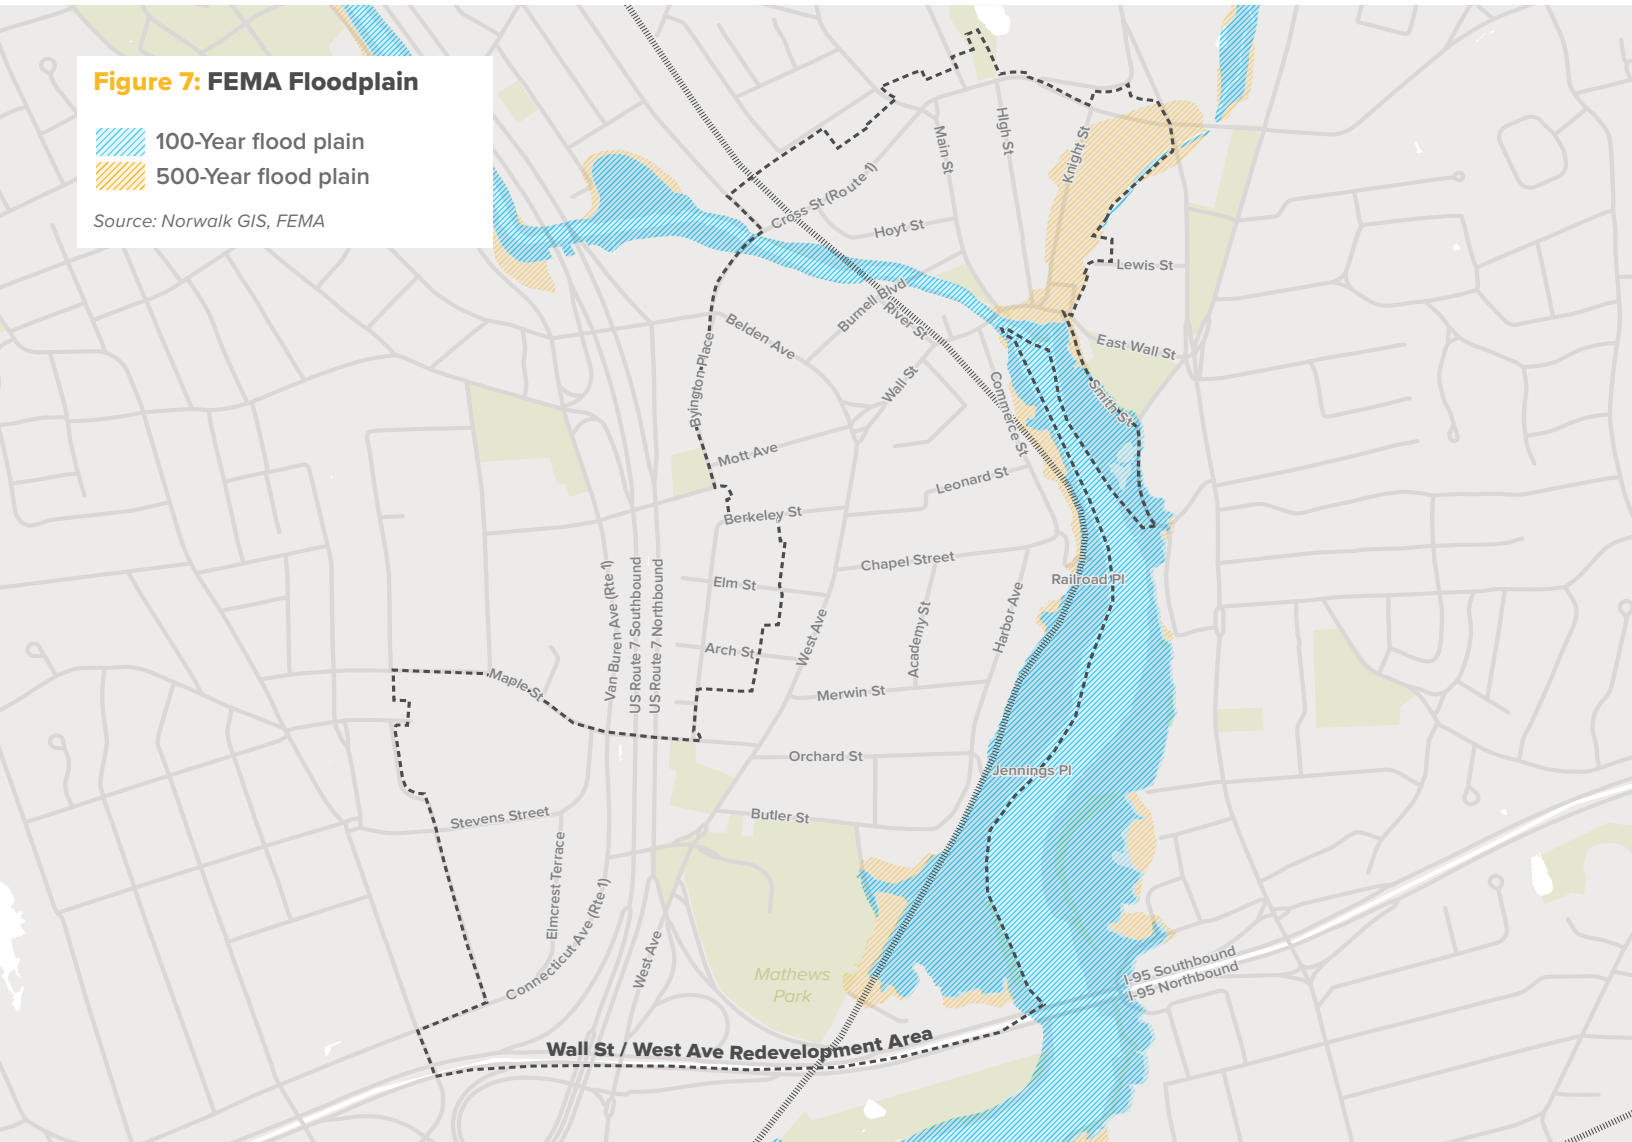 Figure 7: FEMA Floodplain
100-Year flood plain
500-Year flood plain
Source: Norwalk GIS, FEMA
Main St
High St
Knight St
Cross St (Route 1)
Hoyt St
Lewis St
Burnell Blvd
River St
Belden Ave
East Wall St
Byington Place
Wall St
Commerce St
Smith St
Mott Ave
Leonard St
Berkeley St
Chapel Street
Railroad Pl
Elm St
Van Buren Ave (Rte 1)
US Route 7 Southbound
US Route 7 Northbound
West Ave
Academy St
Harbor Ave
Arch St
Maple St
Merwin St
Orchard St
Jennings Pl
Stevens Street
Butler St
Elmcrest Terrace
Connecticut Ave (Rte 1)
West Ave
Mathews
Park
I-95 Southbound
I-95 Northbound
Wall St / West Ave Redevelopment Area